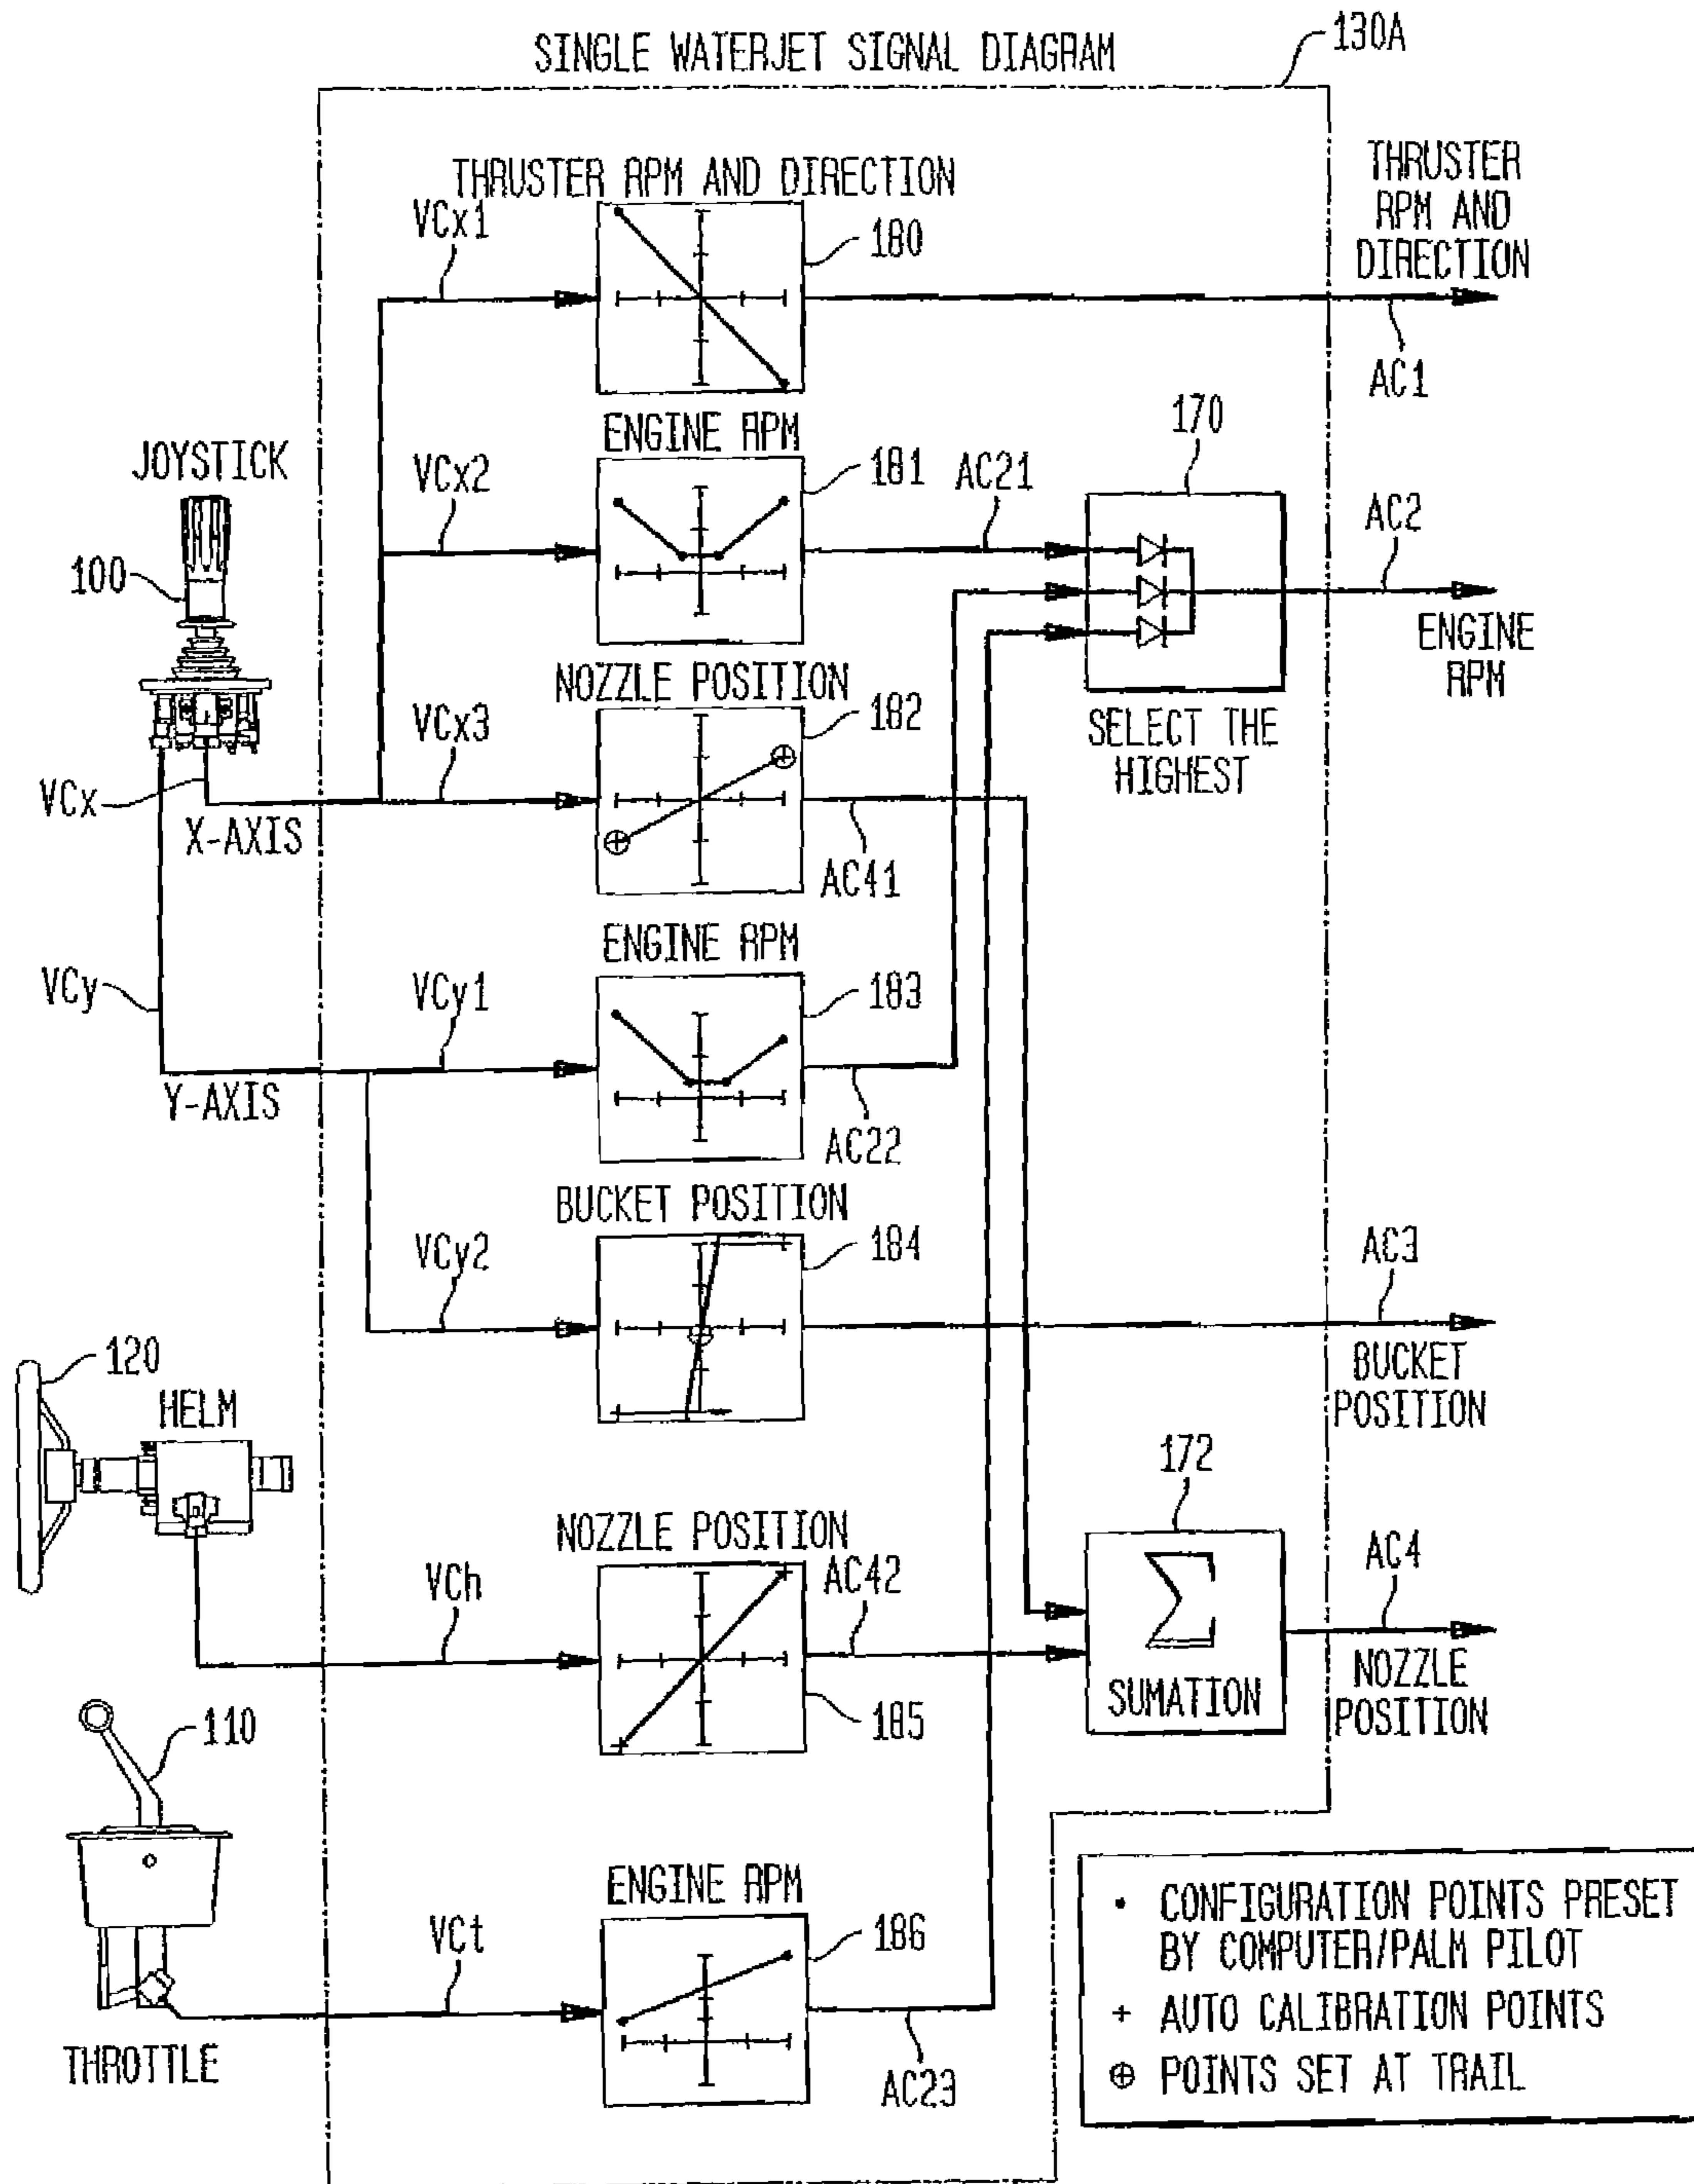 SINGLE WATERJET SIGNAL DIAGRAM
130A
THRUSTER RPM AND DIRECTION
VCx1
180
THRUSTER
RPM AND
DIRECTION
AC1
JOYSTICK
100
VCx2
ENGINE RPM
181
AC21
170
AC2
ENGINE
RPM
SELECT THE
HIGHEST
VCx
X-AXIS
VCx3
NOZZLE POSITION
182
AC41
VCy
Y-AXIS
VCy1
ENGINE RPM
183
AC22
VCy2
BUCKET POSITION
184
AC3
BUCKET
POSITION
120
HELM
VCh
NOZZLE POSITION
AC42
185
172
Σ
SUMATION
AC4
NOZZLE
POSITION
110
THROTTLE
VCt
ENGINE RPM
186
AC23
• CONFIGURATION POINTS PRESET
BY COMPUTER/PALM PILOT
+ AUTO CALIBRATION POINTS
⊕ POINTS SET AT TRAIL